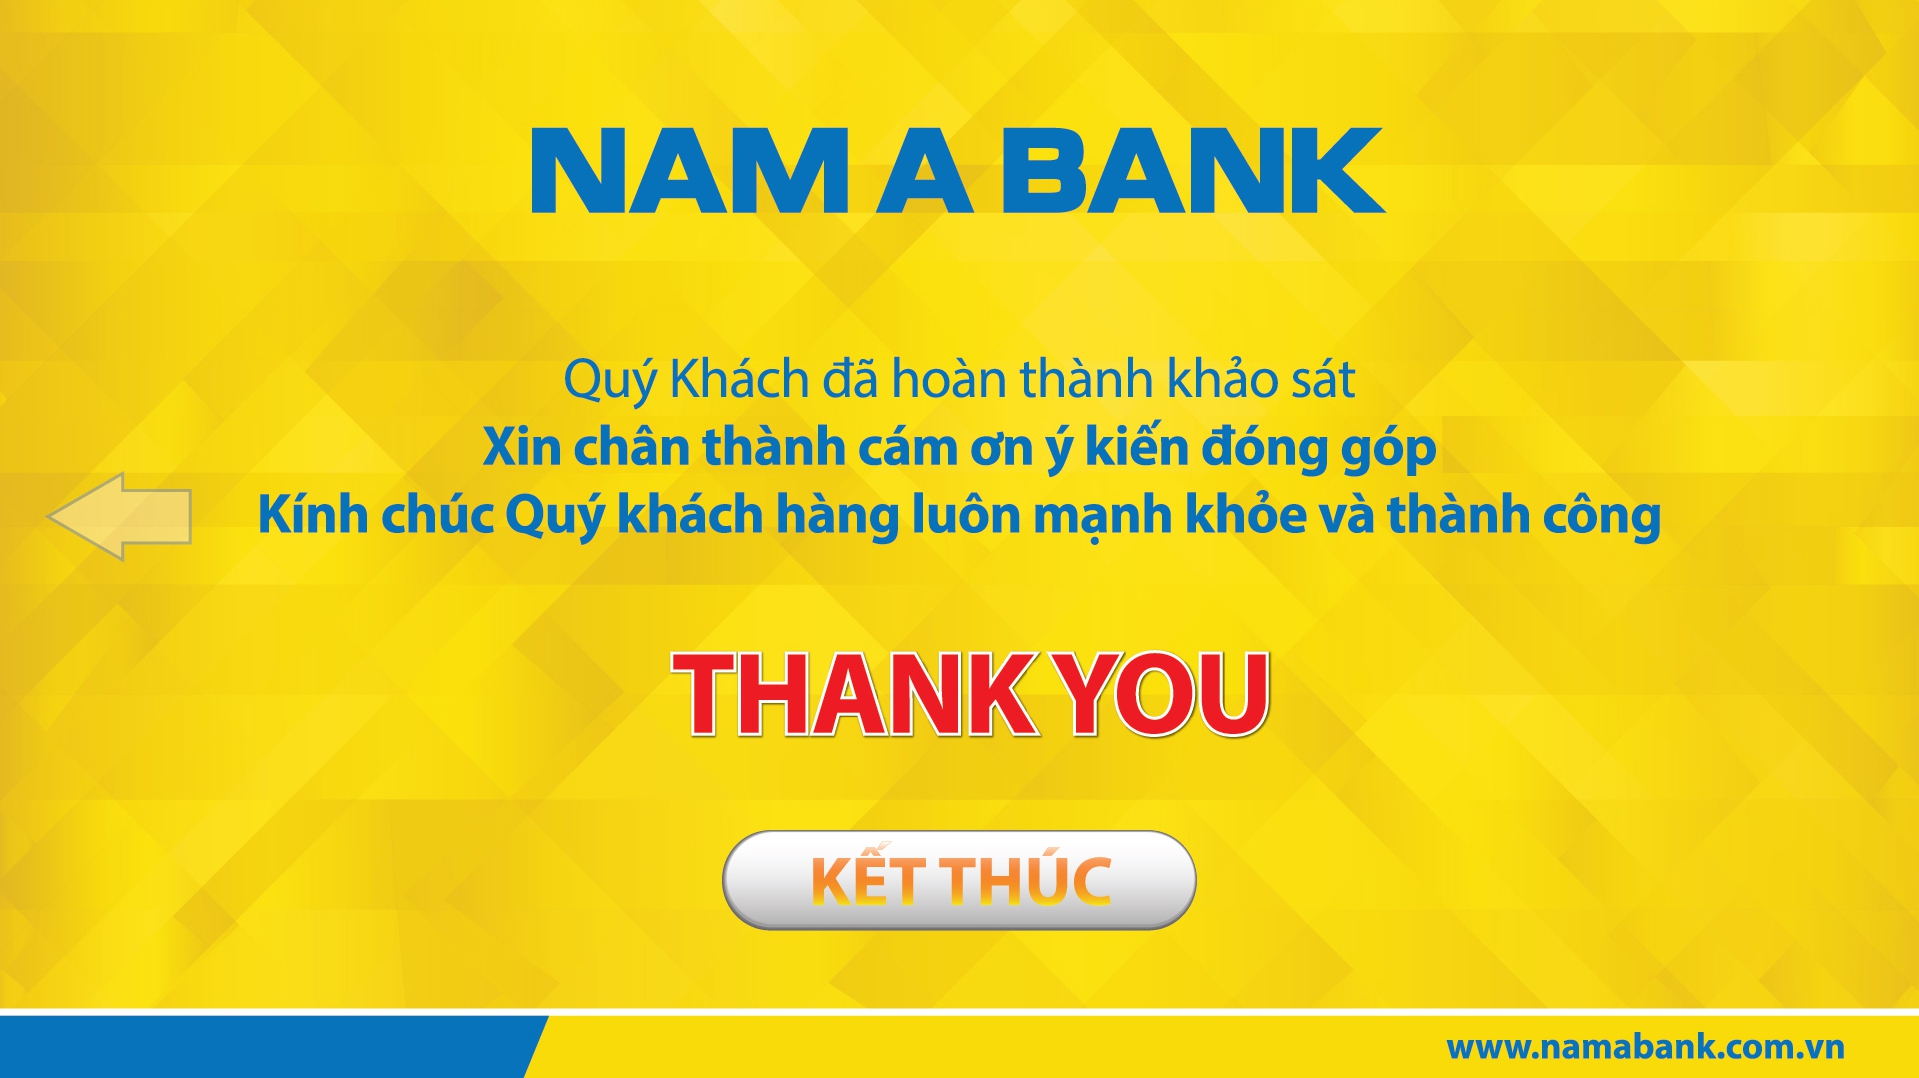 NAM A BANK
Quý Khách đã hoàn thành khảo sát
Xin chân thành cám ơn ý kiến đóng góp
Kính chúc Quý khách hàng luôn mạnh khỏe và thành công
THANK YOU
KẾT THÚC
www.namabank.com.vn